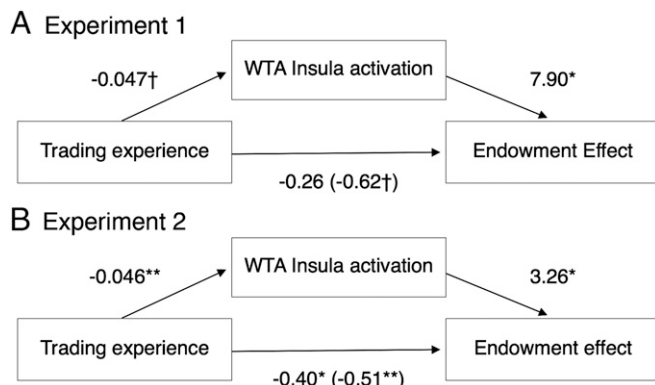 A Experiment 1
WTA Insula activation
-0.047†
7.90*
Trading experience
Endowment Effect
-0.26 (-0.62†)
B Experiment 2
WTA Insula activation
-0.046**
3.26*
Trading experience
Endowment effect
-0.40* (-0.51**)